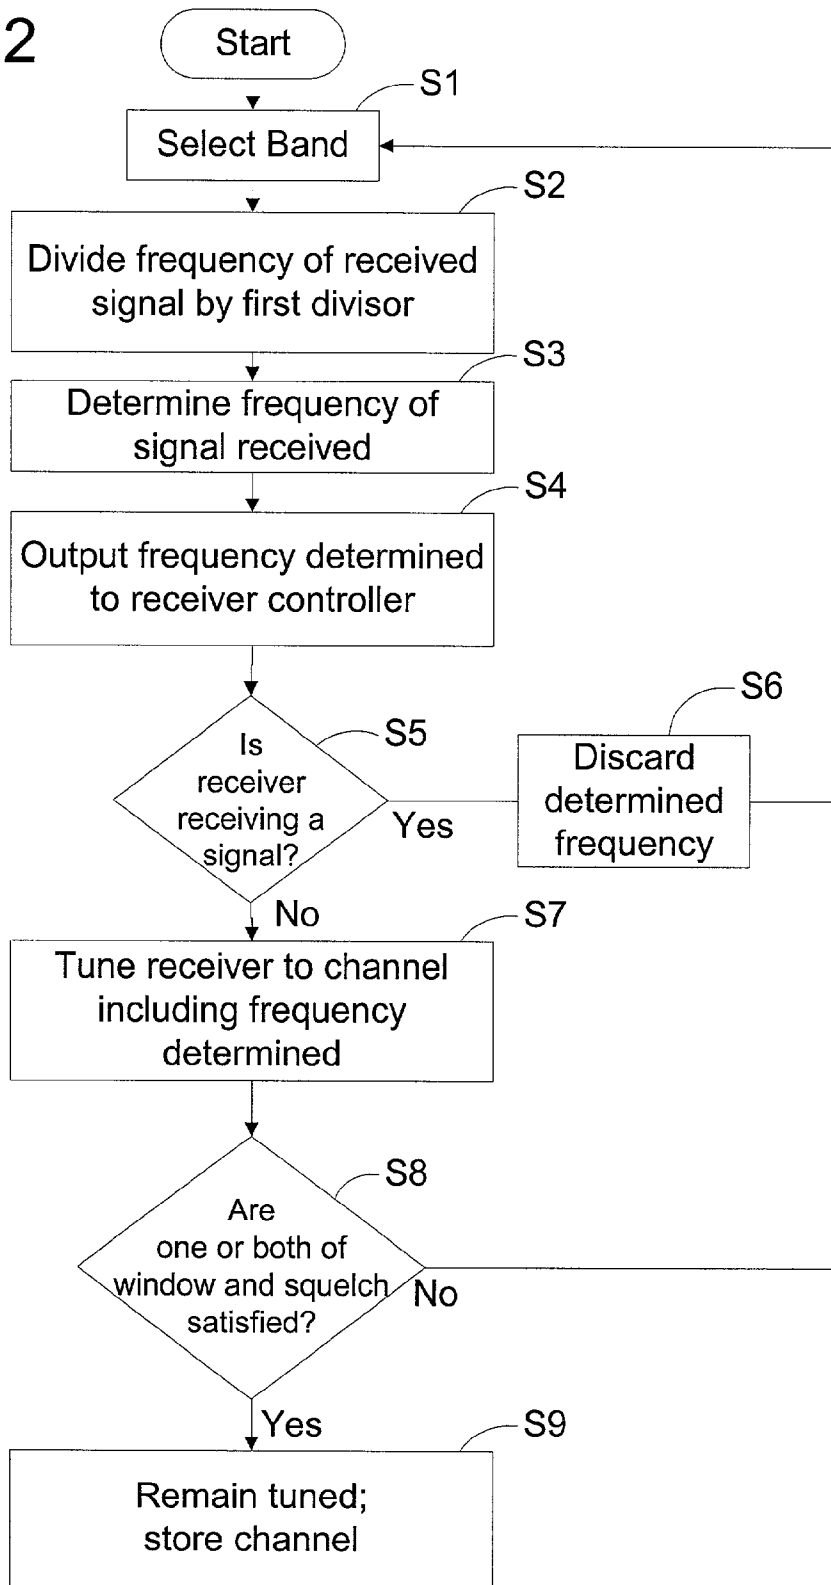 2
Start
S1
Select Band
S2
Divide frequency of received
signal by first divisor
S3
Determine frequency of
signal received
S4
Output frequency determined
to receiver controller
S5
Is
receiver
receiving a
signal?
Yes
S6
Discard
determined
frequency
No
S7
Tune receiver to channel
including frequency
determined
S8
Are
one or both of
window and squelch
satisfied?
No
Yes
S9
Remain tuned;
store channel